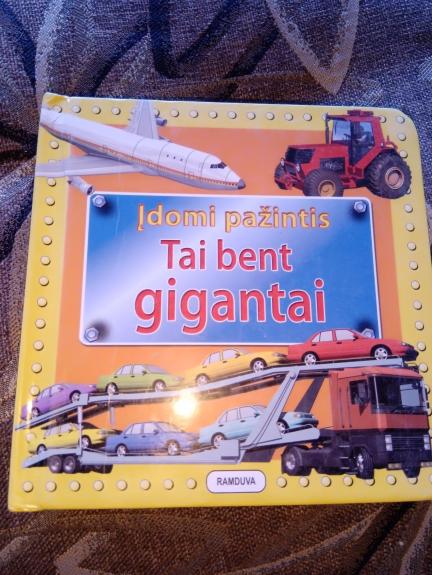 Įdomi pažintis
Tai bent
gigantai
RAMDUVA